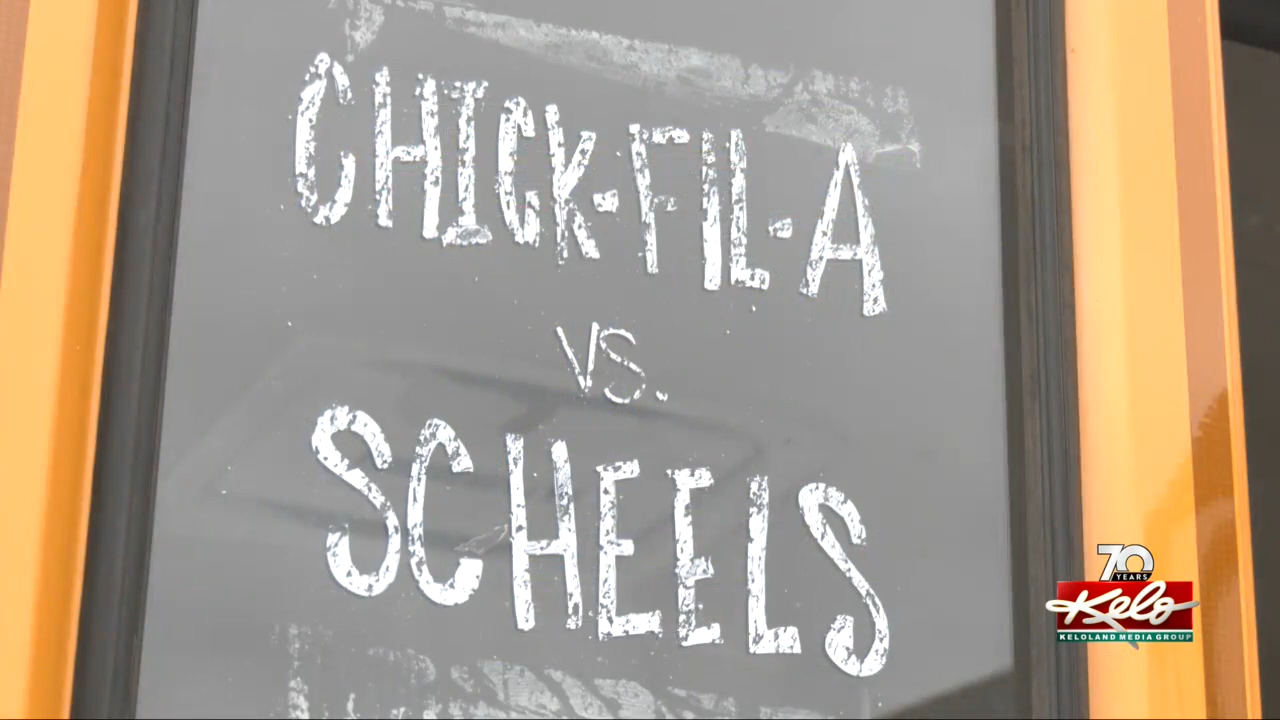 CHICK-FIL-A
VS.
SCHEELS
70
YEARS
Kelo
KELOLAND MEDIA GROUP